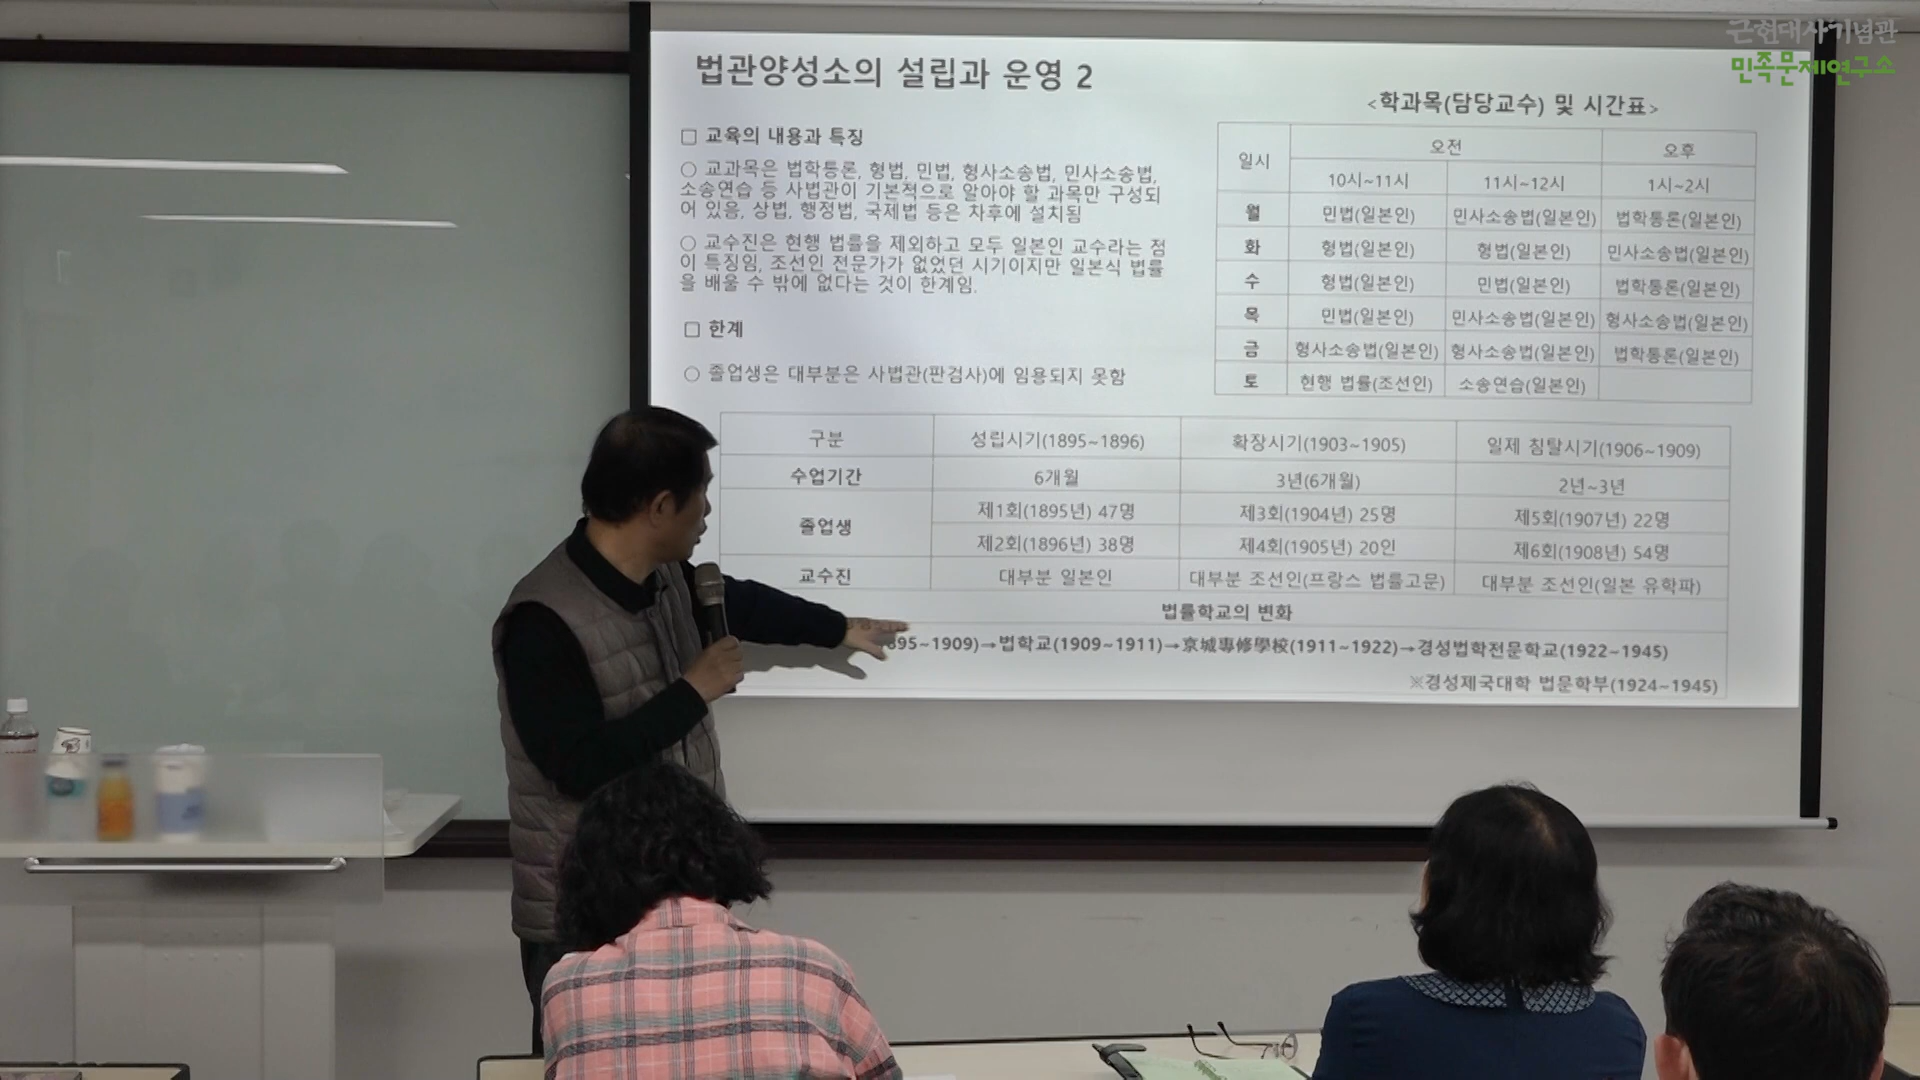 근현대사기념관
민족문제연구소
법관양성소의 설립과 운영 2
□ 교육의 내용과 특징
○ 교과목은 법학통론, 형법, 민법, 형사소송법, 민사소송법,
소송연습 등 사법관이 기본적으로 알아야 할 과목만 구성되
어 있음, 상법, 행정법, 국제법 등은 차후에 설치됨
○ 교수진은 현행 법률을 제외하고 모두 일본인 교수라는 점
이 특징임, 조선인 전문가가 없었던 시기이지만 일본식 법률
을 배울 수 밖에 없다는 것이 한계임.
□ 한계
○ 졸업생은 대부분은 사법관(판검사)에 임용되지 못함
<학과목(담당교수) 및 시간표>
일시 오전 오후
10시~11시 11시~12시 1시~2시
월 민법(일본인) 민사소송법(일본인) 법학통론(일본인)
화 형법(일본인) 형법(일본인) 민사소송법(일본인)
수 형법(일본인) 민법(일본인) 법학통론(일본인)
목 민법(일본인) 민사소송법(일본인) 형사소송법(일본인)
금 형사소송법(일본인) 형사소송법(일본인) 법학통론(일본인)
토 현행 법률(조선인) 소송연습(일본인)
구분 성립시기(1895~1896) 확장시기(1903~1905) 일제 침탈시기(1906~1909)
수업기간 6개월 3년(6개월) 2년~3년
졸업생 제1회(1895년) 47명 제3회(1904년) 25명 제5회(1907년) 22명
제2회(1896년) 38명 제4회(1905년) 20인 제6회(1908년) 54명
교수진 대부분 일본인 대부분 조선인(프랑스 법률고문) 대부분 조선인(일본 유학파)
법률학교의 변화
895~1909)→법학교(1909~1911)→京城專修學校(1911~1922)→경성법학전문학교(1922~1945)
※경성제국대학 법문학부(1924~1945)